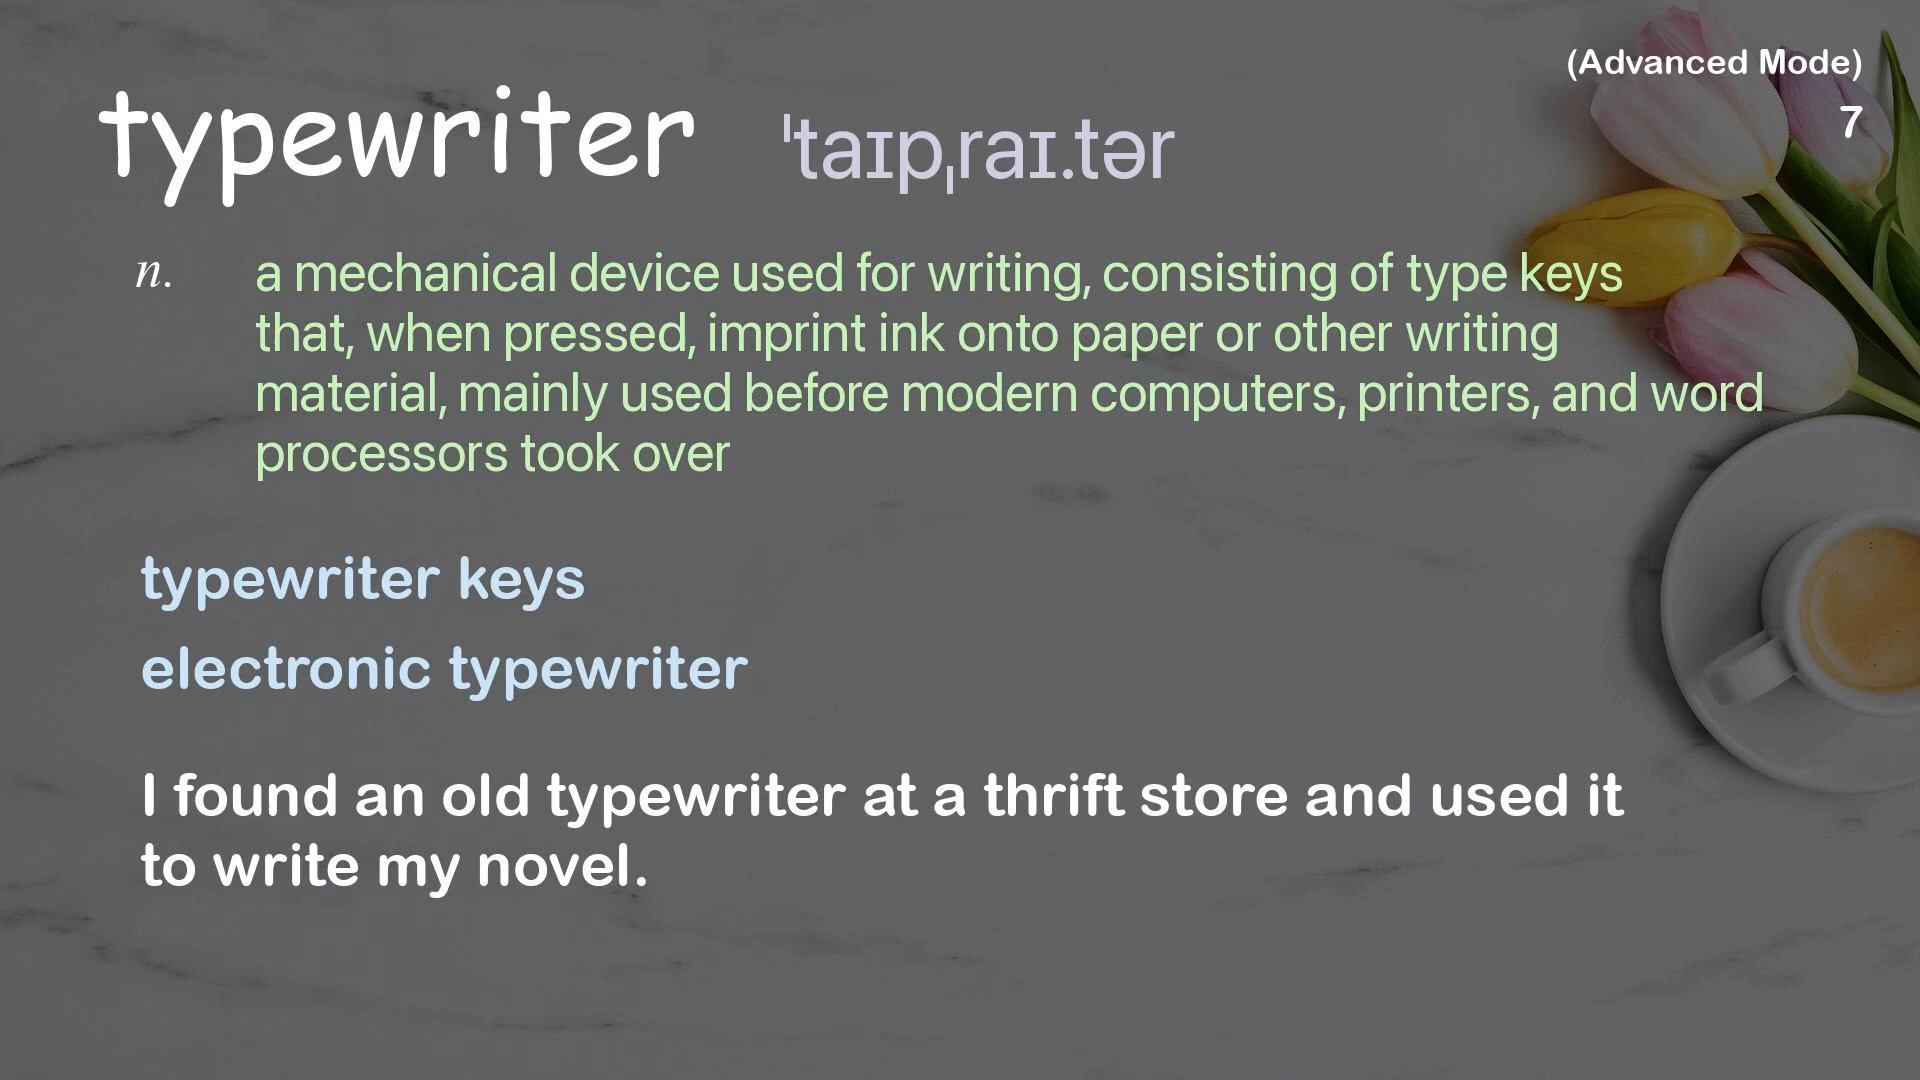 (Advanced Mode)
typewriter ˈtaɪpˌraɪ.tər
7
n. a mechanical device used for writing, consisting of type keys
that, when pressed, imprint ink onto paper or other writing
material, mainly used before modern computers, printers, and word
processors took over
typewriter keys
electronic typewriter
I found an old typewriter at a thrift store and used it
to write my novel.